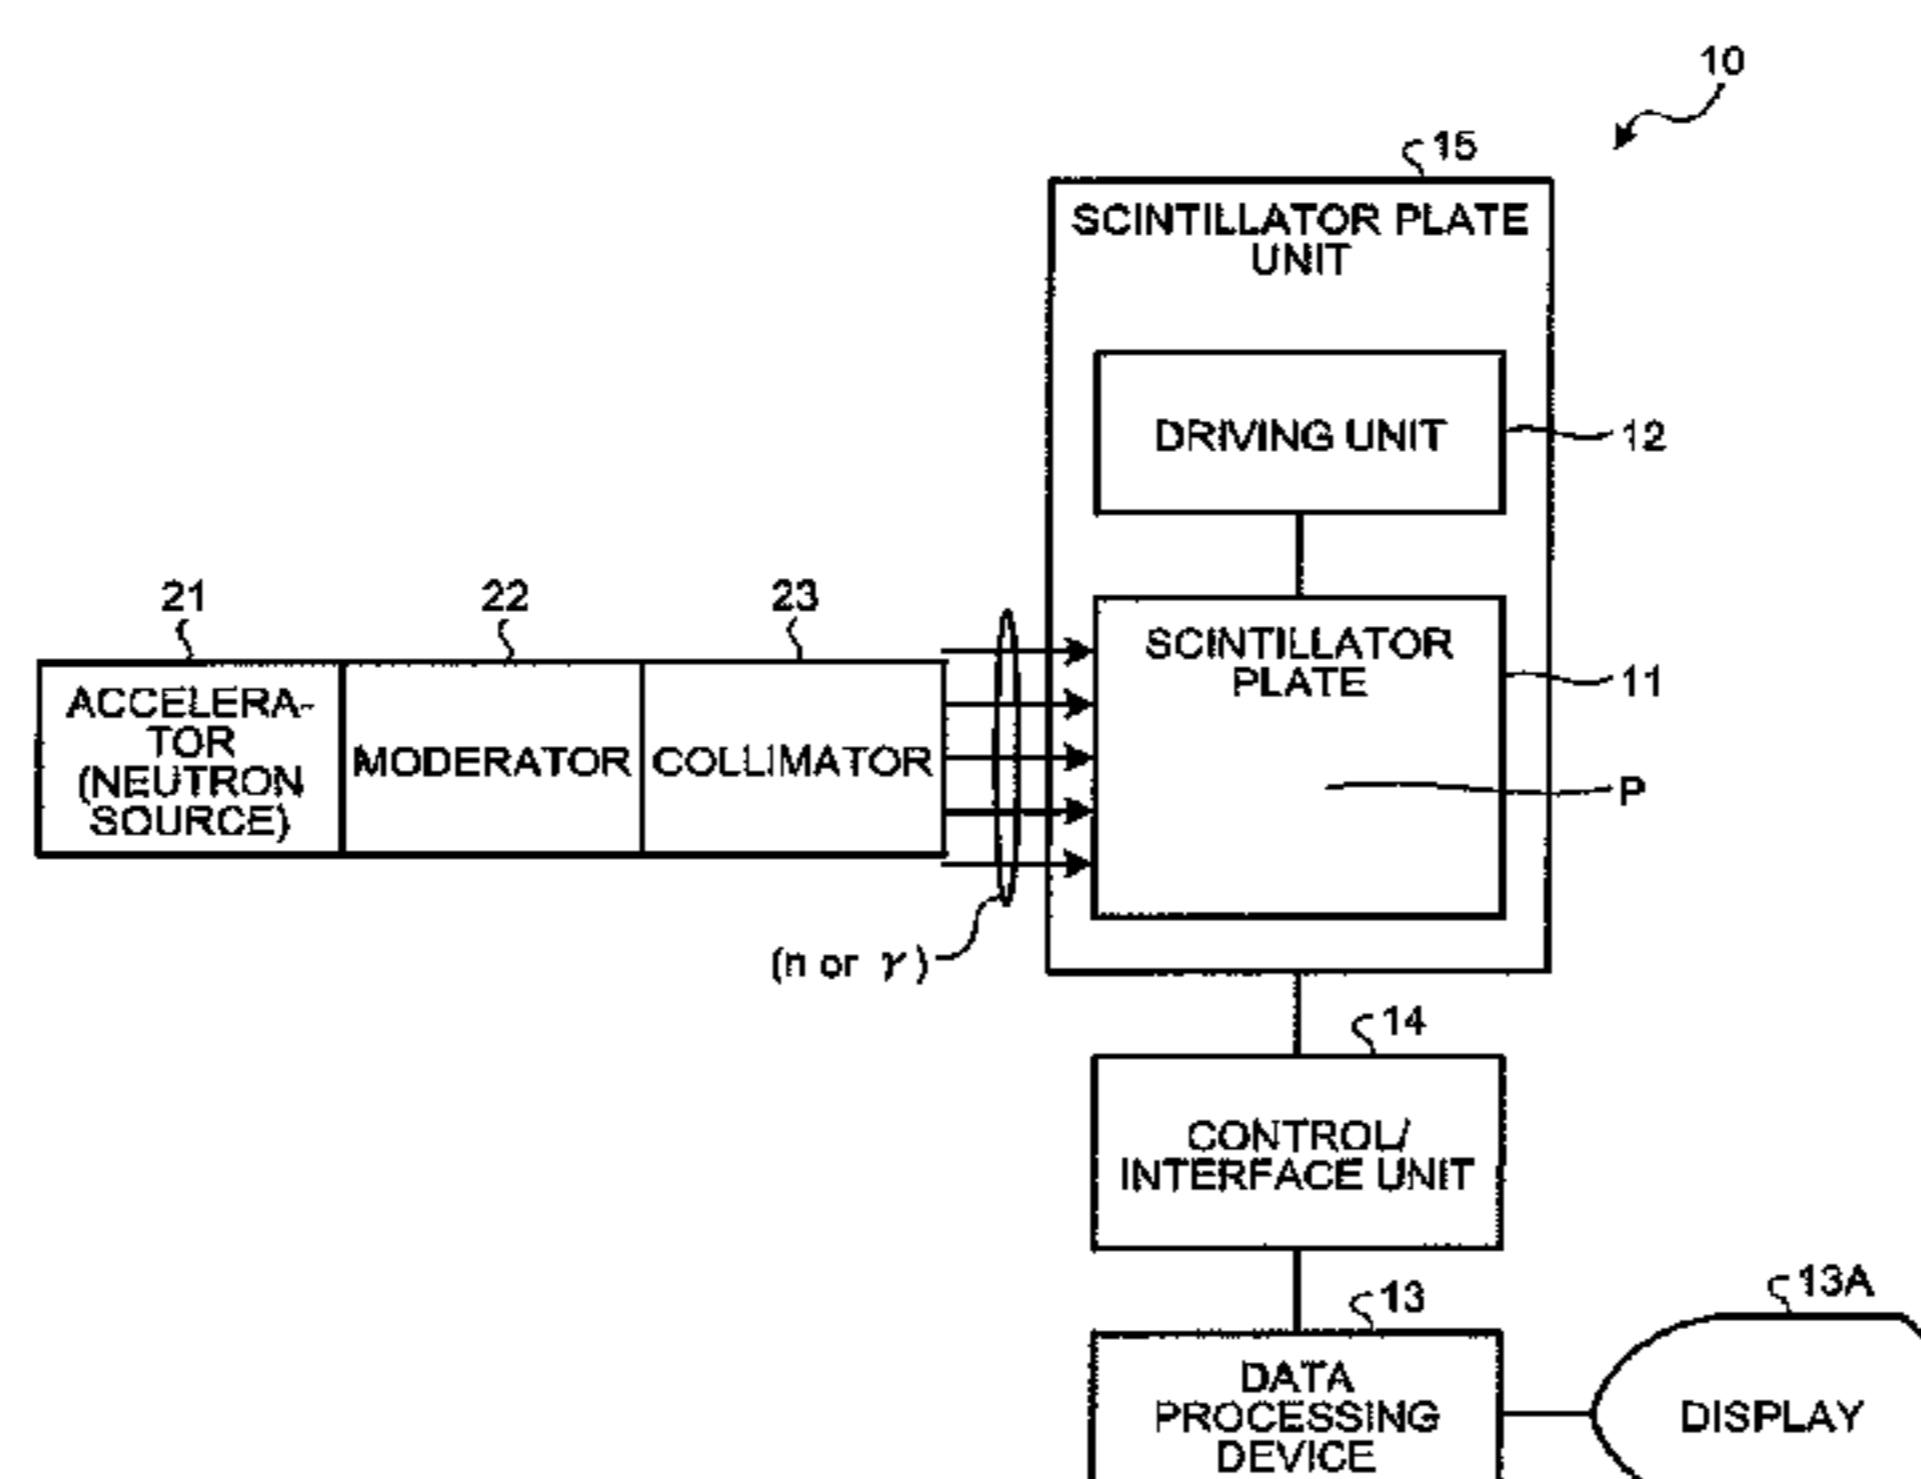 10
15
SCINTILLATOR PLATE
UNIT
DRIVING UNIT
12
21
22
23
SCINTILLATOR
PLATE
11
ACCELERA-
TOR
(NEUTRON
SOURCE)
MODERATOR
COLLIMATOR
P
(n or γ)
14
CONTROL/
INTERFACE UNIT
13
13A
DATA
PROCESSING
DEVICE
DISPLAY